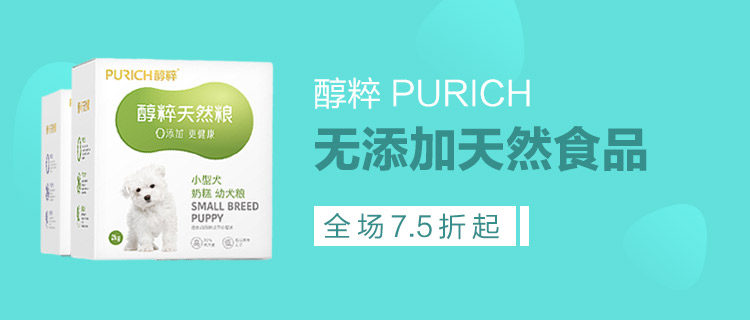 PURICH醇粹
醇粹天然粮
0添加 更健康
小型犬
奶糕 幼犬粮
SMALL BREED
PUPPY
2kg
醇粹 PURICH
无添加天然食品
全场7.5折起